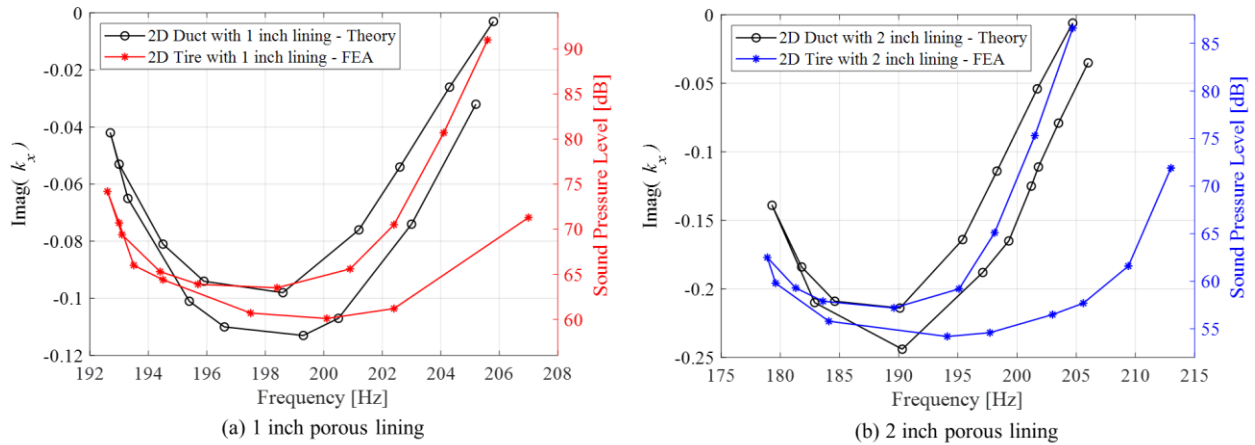 2D Duct with 1 inch lining - Theory
2D Tire with 1 inch lining - FEA
0
-0.02
-0.04
-0.06
-0.08
-0.1
-0.12
Imag( k_x )
90
85
80
75
70
65
60
Sound Pressure Level [dB]
192 194 196 198 200 202 204 206 208
Frequency [Hz]
(a) 1 inch porous lining
2D Duct with 2 inch lining - Theory
2D Tire with 2 inch lining - FEA
0
-0.05
-0.1
-0.15
-0.2
-0.25
Imag( k_x )
85
80
75
70
65
60
55
Sound Pressure Level [dB]
175 180 185 190 195 200 205 210 215
Frequency [Hz]
(b) 2 inch porous lining